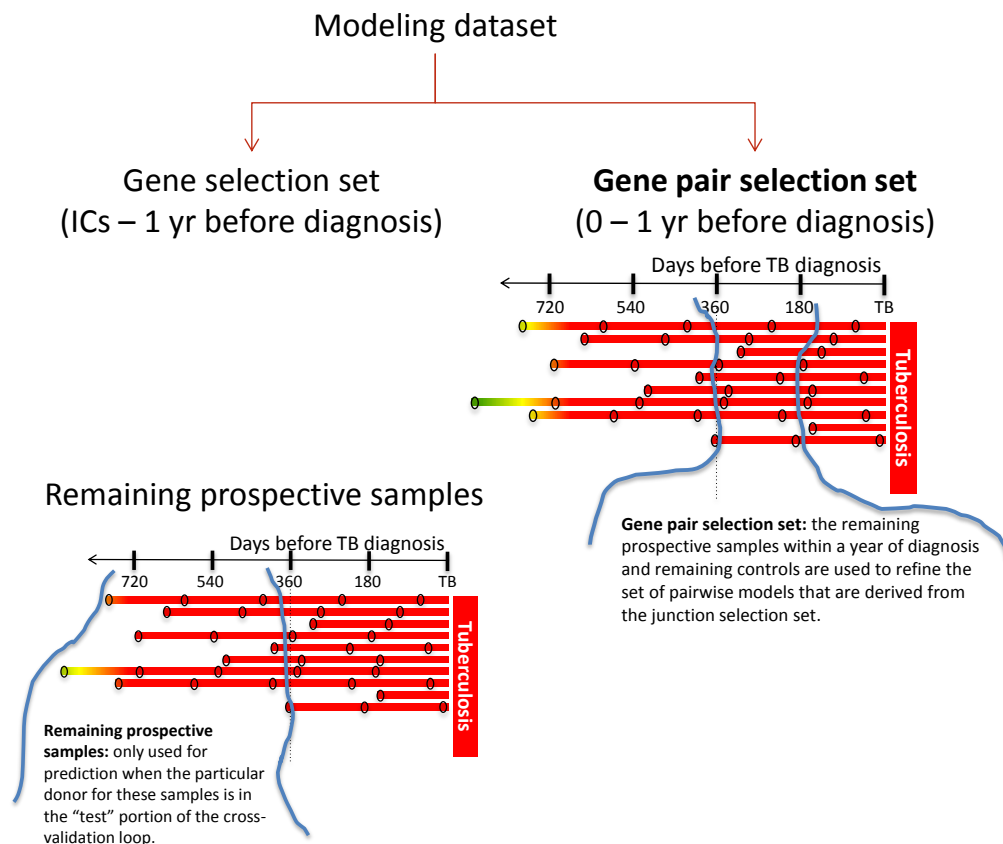 Modeling dataset
Gene selection set
(ICs – 1 yr before diagnosis)
Gene pair selection set
(0 – 1 yr before diagnosis)
Days before TB diagnosis
720 540 360 180 TB
Tuberculosis
Gene pair selection set: the remaining
prospective samples within a year of diagnosis
and remaining controls are used to refine the
set of pairwise models that are derived from
the junction selection set.
Remaining prospective samples
Days before TB diagnosis
720 540 360 180 TB
Tuberculosis
Remaining prospective
samples: only used for
prediction when the particular
donor for these samples is in
the “test” portion of the cross-
validation loop.